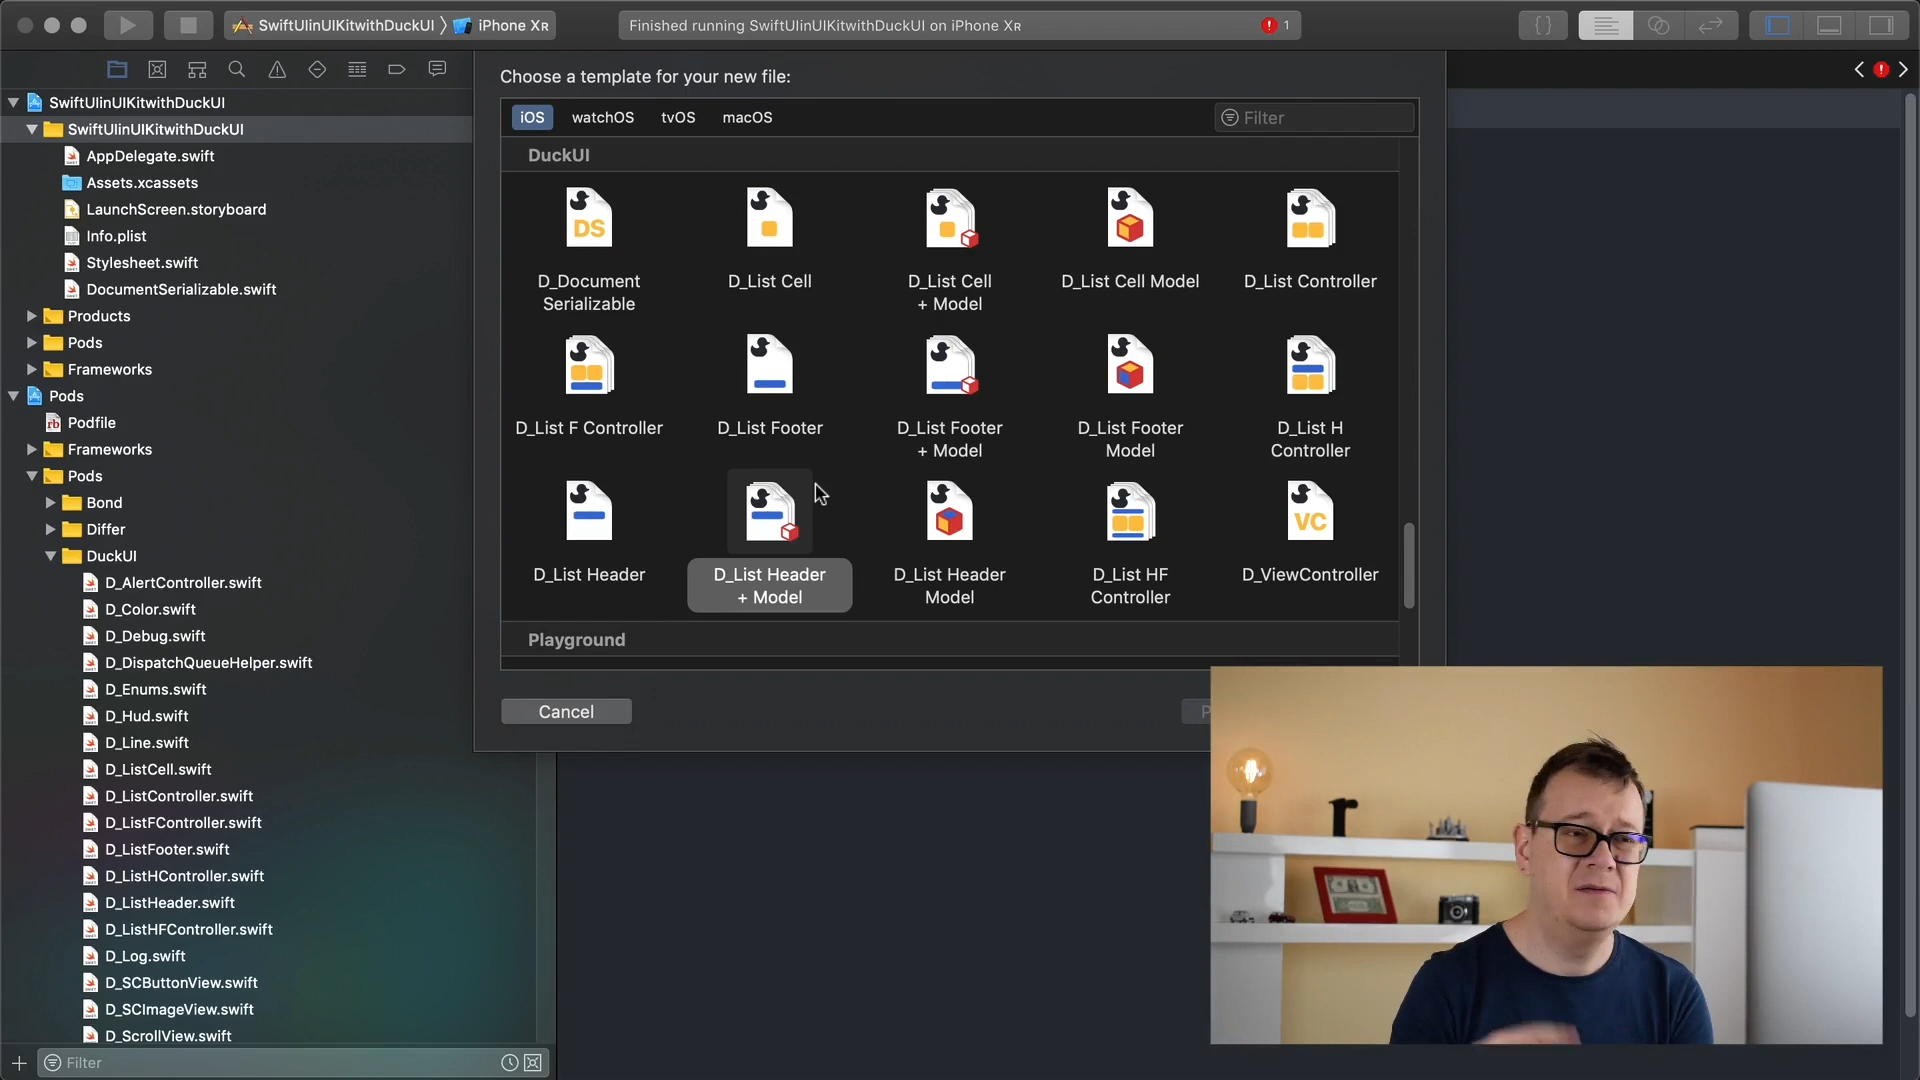 SwiftUIinUIKitwithDuckUI
iPhone XR
Finished running SwiftUIinUIKitwithDuckUI on iPhone XR
1
SwiftUIinUIKitwithDuckUI
SwiftUIinUIKitwithDuckUI
AppDelegate.swift
Assets.xcassets
LaunchScreen.storyboard
Info.plist
Stylesheet.swift
DocumentSerializable.swift
Products
Pods
Frameworks
Pods
Podfile
Frameworks
Pods
Bond
Differ
DuckUI
D_AlertController.swift
D_Color.swift
D_Debug.swift
D_DispatchQueueHelper.swift
D_Enums.swift
D_Hud.swift
D_Line.swift
D_ListCell.swift
D_ListController.swift
D_ListFController.swift
D_ListFooter.swift
D_ListHController.swift
D_ListHeader.swift
D_ListHFController.swift
D_Log.swift
D_SCButtonView.swift
D_SCImageView.swift
D_ScrollView.swift
Filter
Choose a template for your new file:
iOS watchOS tvOS macOS
Filter
DuckUI
DS
D_Document
Serializable
D_List Cell
D_List Cell
+ Model
D_List Cell Model
D_List Controller
D_List F Controller
D_List Footer
D_List Footer
+ Model
D_List Footer
Model
D_List H
Controller
D_List Header
D_List Header
+ Model
D_List Header
Model
D_List HF
Controller
VC
D_ViewController
Playground
Cancel